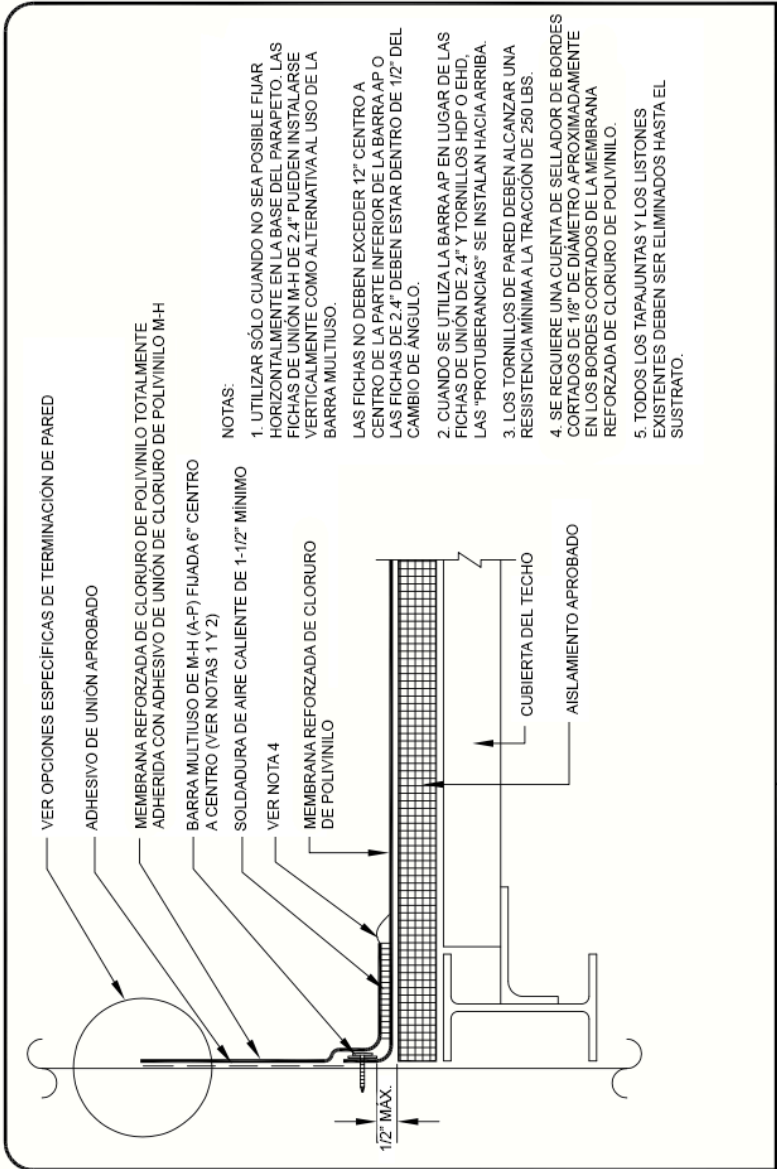 VER OPCIONES ESPECÍFICAS DE TERMINACIÓN DE PARED
ADHESIVO DE UNIÓN APROBADO
MEMBRANA REFORZADA DE CLORURO DE POLIVINILO TOTALMENTE
ADHERIDA CON ADHESIVO DE UNIÓN DE CLORURO DE POLIVINILO M-H
BARRA MULTIUSO DE M-H (A-P) FIJADA 6" CENTRO
A CENTRO (VER NOTAS 1 Y 2)
SOLDADURA DE AIRE CALIENTE DE 1-1/2" MÍNIMO
VER NOTA 4
MEMBRANA REFORZADA DE CLORURO
DE POLIVINILO
1/2" MÁX.
CUBIERTA DEL TECHO
AISLAMIENTO APROBADO
NOTAS:
1. UTILIZAR SÓLO CUANDO NO SEA POSIBLE FIJAR
HORIZONTALMENTE EN LA BASE DEL PARAPETO. LAS
FICHAS DE UNIÓN M-H DE 2.4" PUEDEN INSTALARSE
VERTICALMENTE COMO ALTERNATIVA AL USO DE LA
BARRA MULTIUSO.
LAS FICHAS NO DEBEN EXCEDER 12" CENTRO A
CENTRO DE LA PARTE INFERIOR DE LA BARRA AP O
LAS FICHAS DE 2.4" DEBEN ESTAR DENTRO DE 1/2" DEL
CAMBIO DE ÁNGULO.
2. CUANDO SE UTILIZA LA BARRA AP EN LUGAR DE LAS
FICHAS DE UNIÓN DE 2.4" Y TORNILLOS HDP O EHD,
LAS "PROTUBERANCIAS" SE INSTALAN HACIA ARRIBA.
3. LOS TORNILLOS DE PARED DEBEN ALCANZAR UNA
RESISTENCIA MÍNIMA A LA TRACCIÓN DE 250 LBS.
4. SE REQUIERE UNA CUENTA DE SELLADOR DE BORDES
CORTADOS DE 1/8" DE DIÁMETRO APROXIMADAMENTE
EN LOS BORDES CORTADOS DE LA MEMBRANA
REFORZADA DE CLORURO DE POLIVINILO.
5. TODOS LOS TAPAJUNTAS Y LOS LISTONES
EXISTENTES DEBEN SER ELIMINADOS HASTA EL
SUSTRATO.